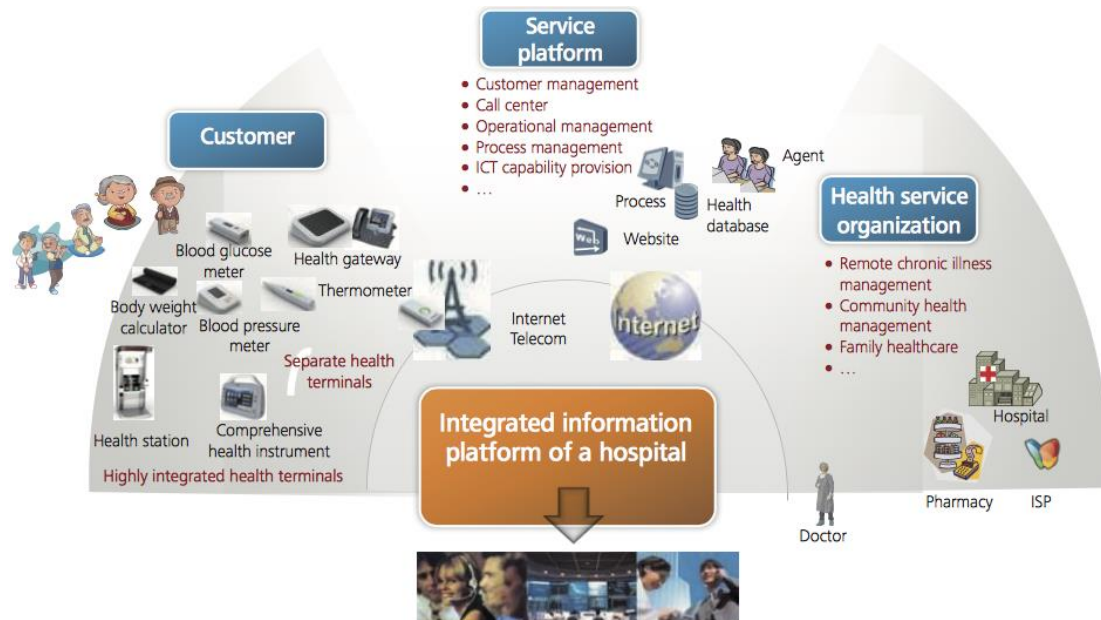 Service
platform
• Customer management
• Call center
• Operational management
• Process management
• ICT capability provision
• ...
Customer
Agent
Process
Health
database
Website
Health service
organization
• Remote chronic illness
management
• Community health
management
• Family healthcare
• ...
Blood glucose
meter
Health gateway
Body weight
calculator
Blood pressure
meter
Thermometer
Separate health
terminals
Health station
Comprehensive
health instrument
Highly integrated health terminals
Web
Internet
Telecom
Internet
Integrated information
platform of a hospital
Hospital
Pharmacy
ISP
Doctor